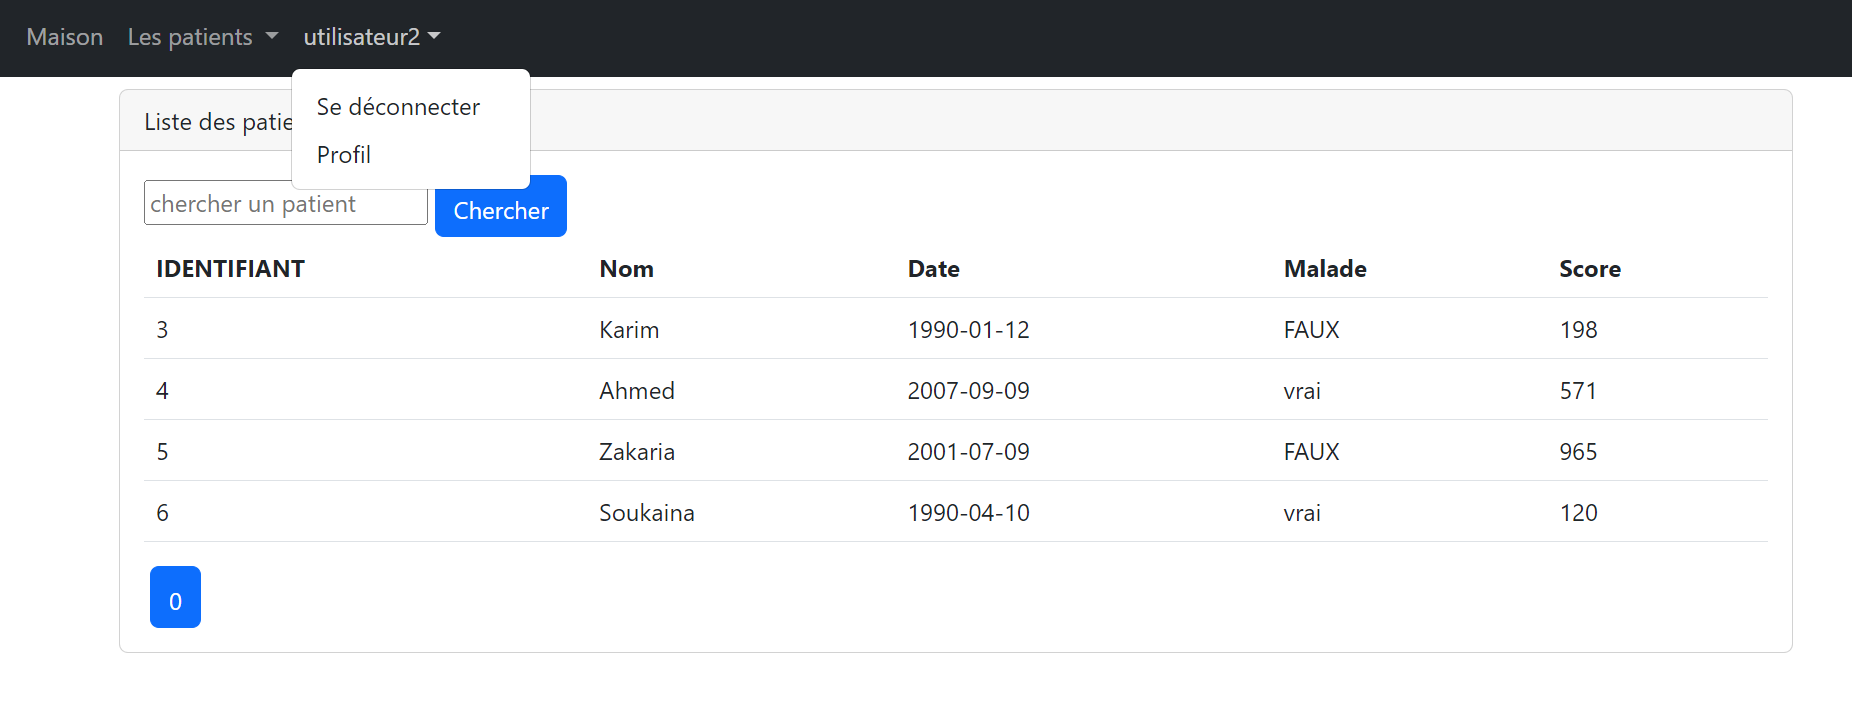 Maison Les patients utilisateur2
Se déconnecter
Profil
Liste des patie
chercher un patient Chercher
IDENTIFIANT Nom Date Malade Score
3 Karim 1990-01-12 FAUX 198
4 Ahmed 2007-09-09 vrai 571
5 Zakaria 2001-07-09 FAUX 965
6 Soukaina 1990-04-10 vrai 120
0